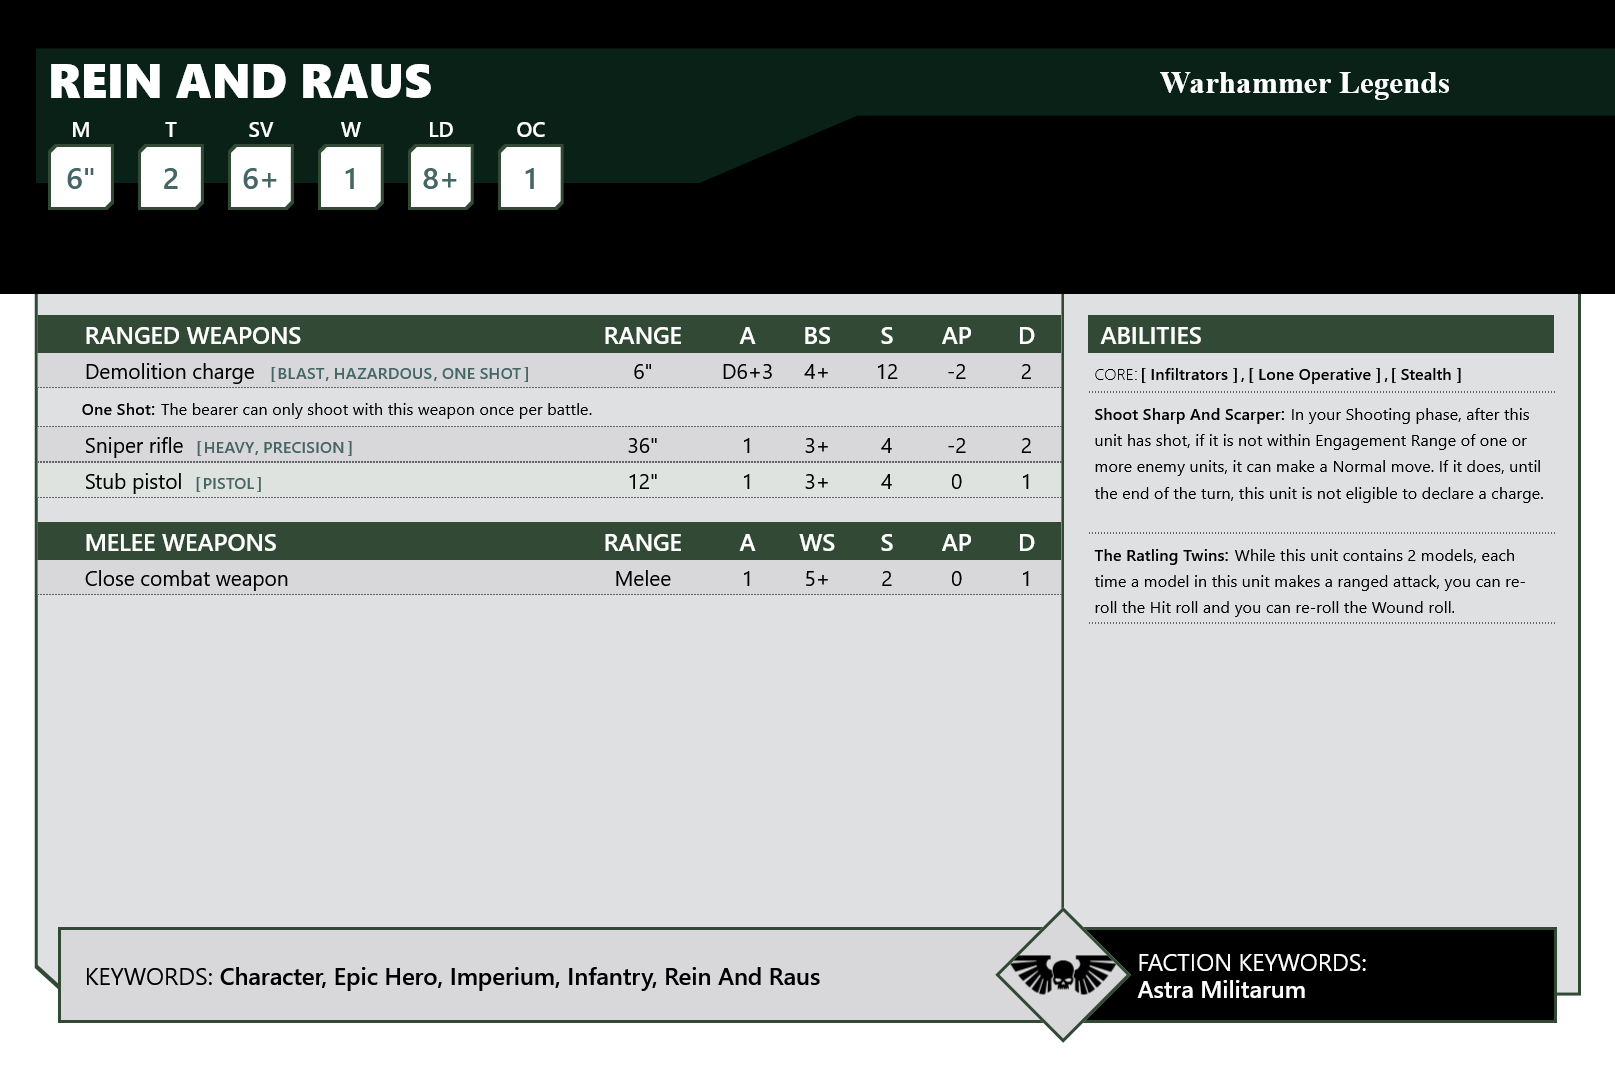 REIN AND RAUS
Warhammer Legends
M T SV W LD OC
6" 2 6+ 1 8+ 1
RANGED WEAPONS RANGE A BS S AP D
Demolition charge [BLAST, HAZARDOUS, ONE SHOT] 6" D6+3 4+ 12 -2 2
One Shot: The bearer can only shoot with this weapon once per battle.
Sniper rifle [HEAVY, PRECISION] 36" 1 3+ 4 -2 2
Stub pistol [PISTOL] 12" 1 3+ 4 0 1
MELEE WEAPONS RANGE A WS S AP D
Close combat weapon Melee 1 5+ 2 0 1
ABILITIES
CORE: [ Infiltrators ] , [ Lone Operative ] , [ Stealth ]
Shoot Sharp And Scarper: In your Shooting phase, after this
unit has shot, if it is not within Engagement Range of one or
more enemy units, it can make a Normal move. If it does, until
the end of the turn, this unit is not eligible to declare a charge.
The Ratling Twins: While this unit contains 2 models, each
time a model in this unit makes a ranged attack, you can re-
roll the Hit roll and you can re-roll the Wound roll.
KEYWORDS: Character, Epic Hero, Imperium, Infantry, Rein And Raus
FACTION KEYWORDS:
Astra Militarum